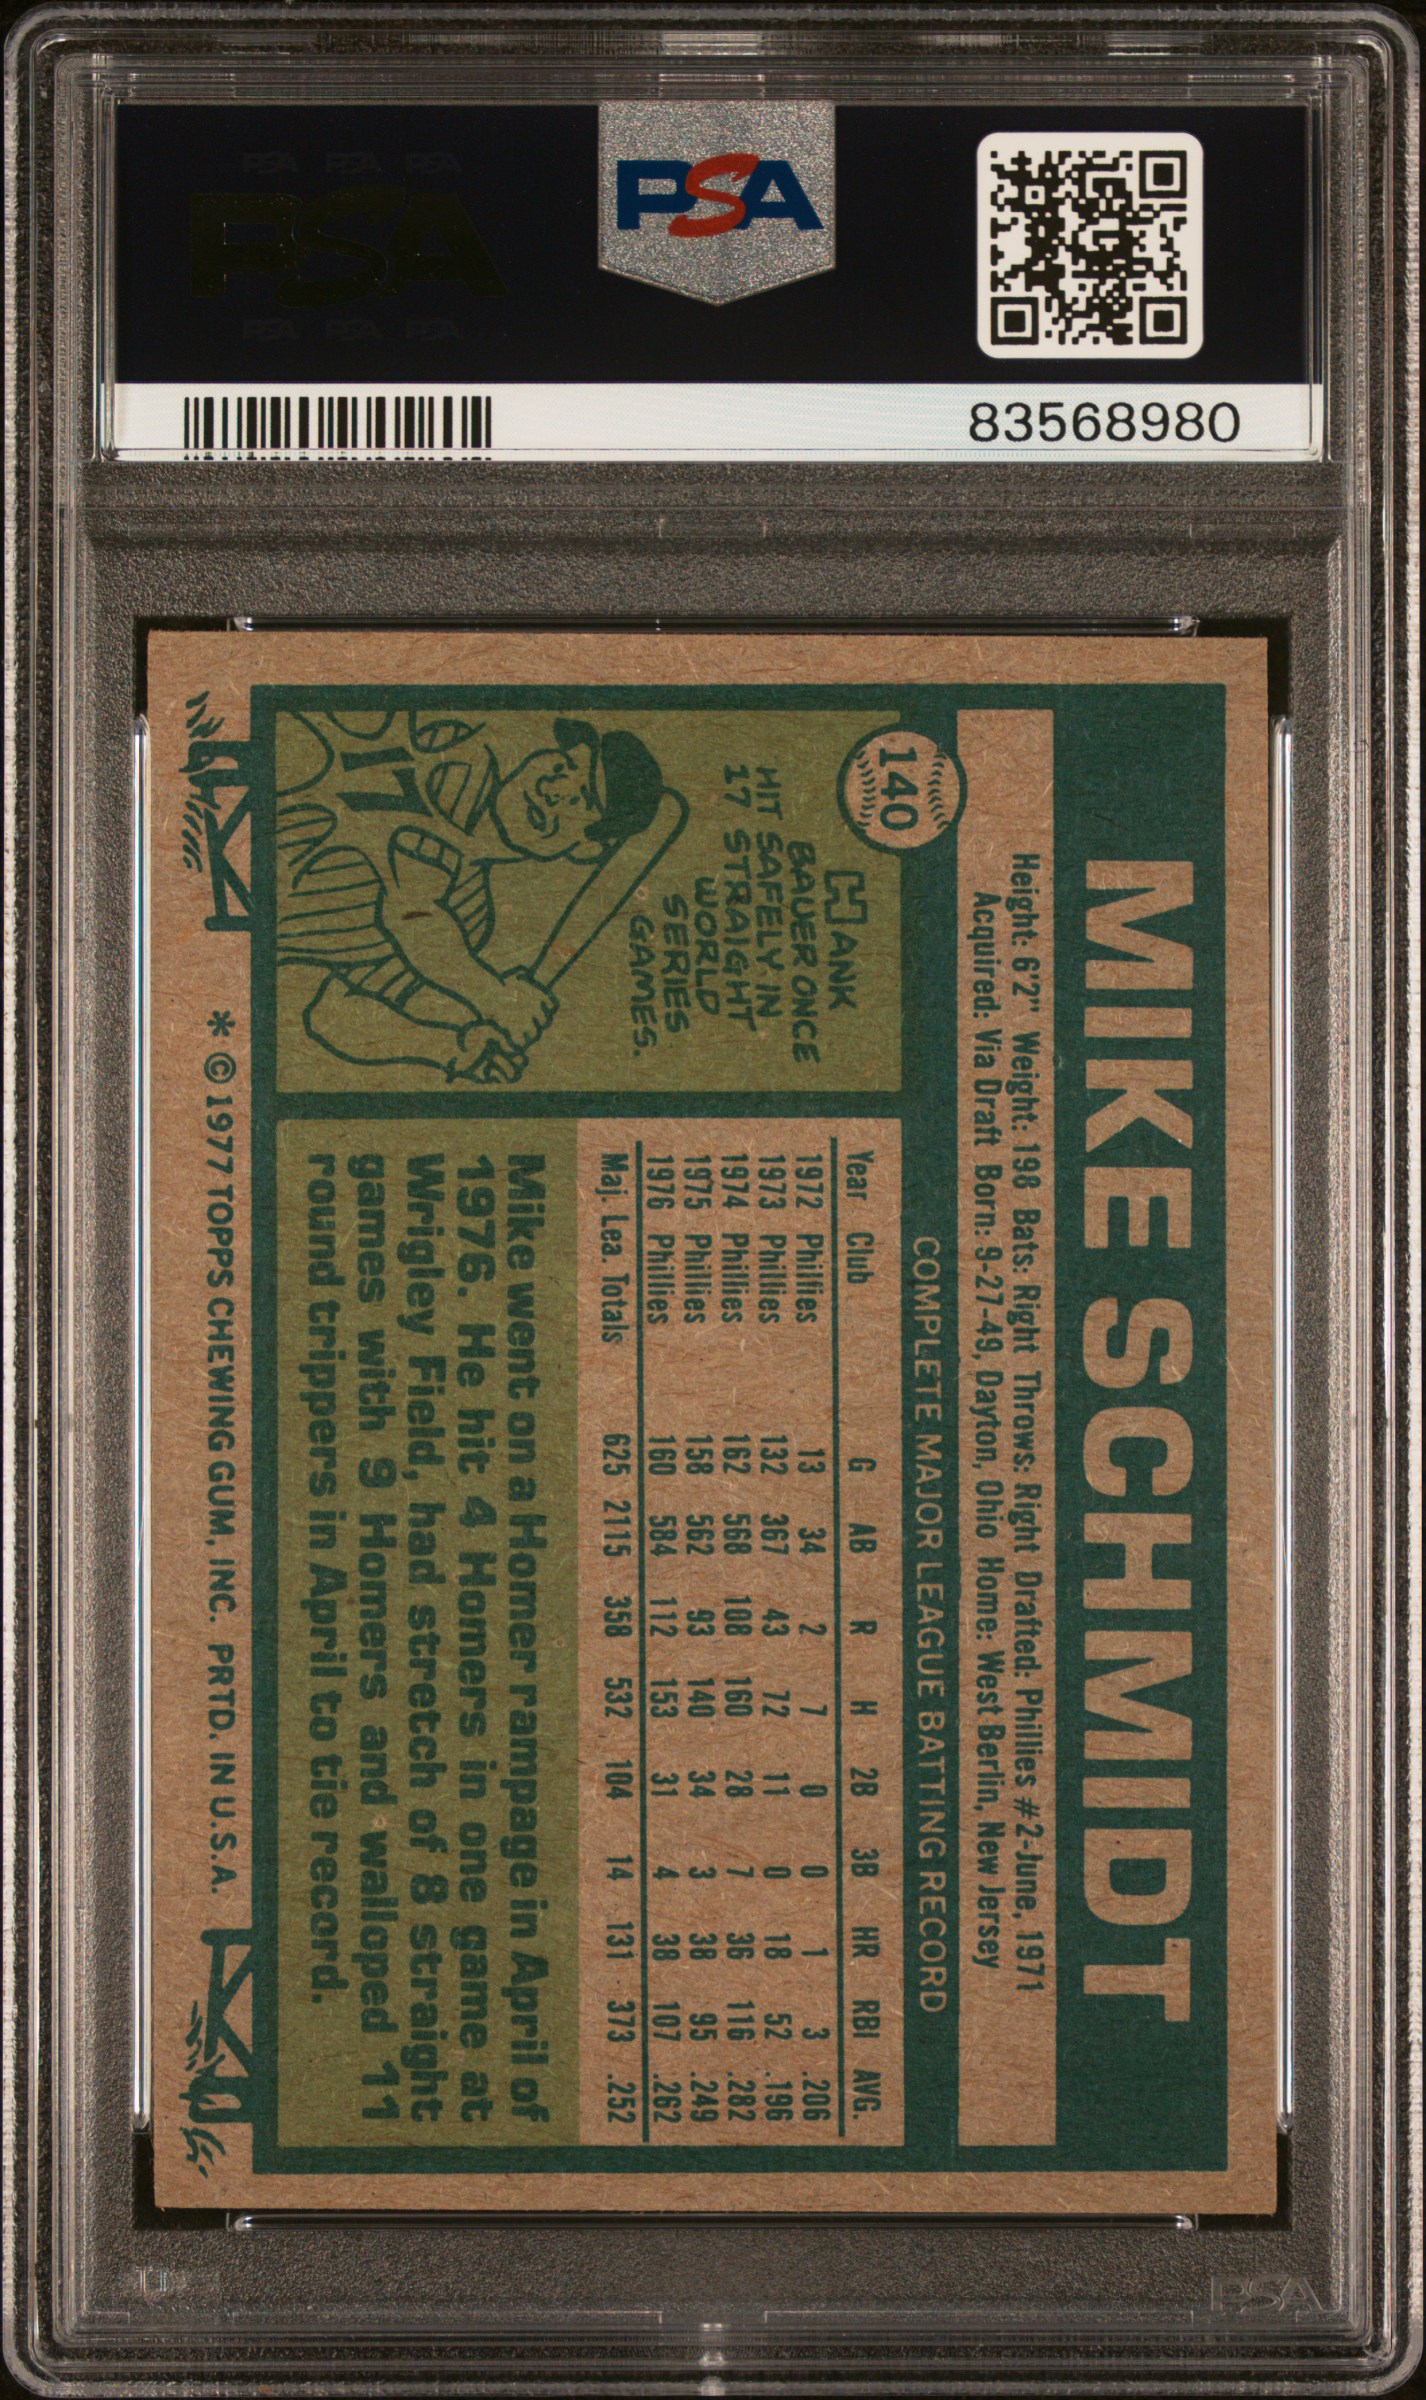 PSA PSA PSA
PSA
PSA PSA PSA
PSA
83568980
MIKE SCHMIDT
140
Height: 6'2" Weight: 198 Bats: Right Throws: Right Drafted: Phillies #2-June, 1971
Acquired: Via Draft Born: 9-27-49, Dayton, Ohio Home: West Berlin, New Jersey
COMPLETE MAJOR LEAGUE BATTING RECORD
HANK
BAUER ONCE
HIT SAFELY IN
17 STRAIGHT
WORLD
SERIES
GAMES.
17
Year Club G AB R H 2B 3B HR RBI AVG.
1972 Phillies 13 34 2 7 0 0 1 3 .206
1973 Phillies 132 367 43 72 11 0 18 52 .196
1974 Phillies 162 568 108 160 28 7 36 116 .282
1975 Phillies 158 562 93 140 34 3 38 95 .249
1976 Phillies 160 584 112 153 31 4 38 107 .262
Maj. Lea. Totals 625 2115 358 532 104 14 131 373 .252
Mike went on a Homer rampage in April of
1976. He hit 4 Homers in one game at
Wrigley Field, had stretch of 8 straight
games with 9 Homers and walloped 11
round trippers in April to tie record.
* © 1977 TOPPS CHEWING GUM, INC. PRTD. IN U.S.A.
PSA